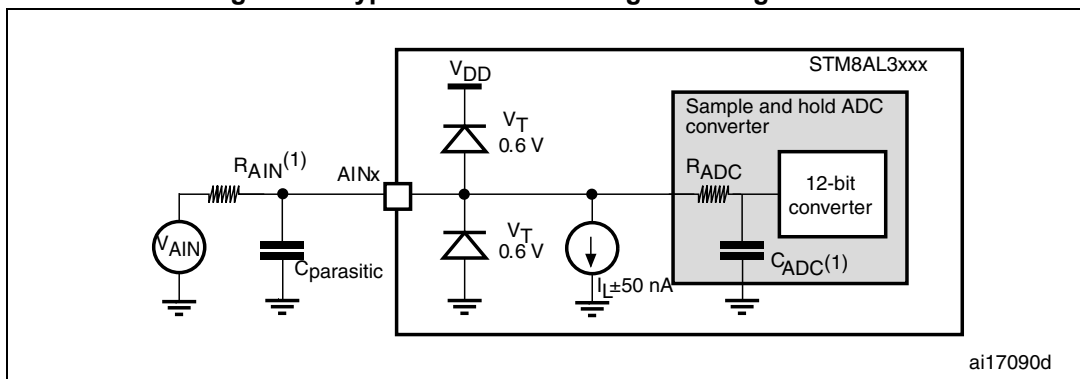 STM8AL3xxx
VDD
Sample and hold ADC
converter
VT
0.6 V
RAIN(1)
AINx
RADC
12-bit
converter
VAIN
Cparasitic
VT
0.6 V
IL±50 nA
CADC(1)
ai17090d